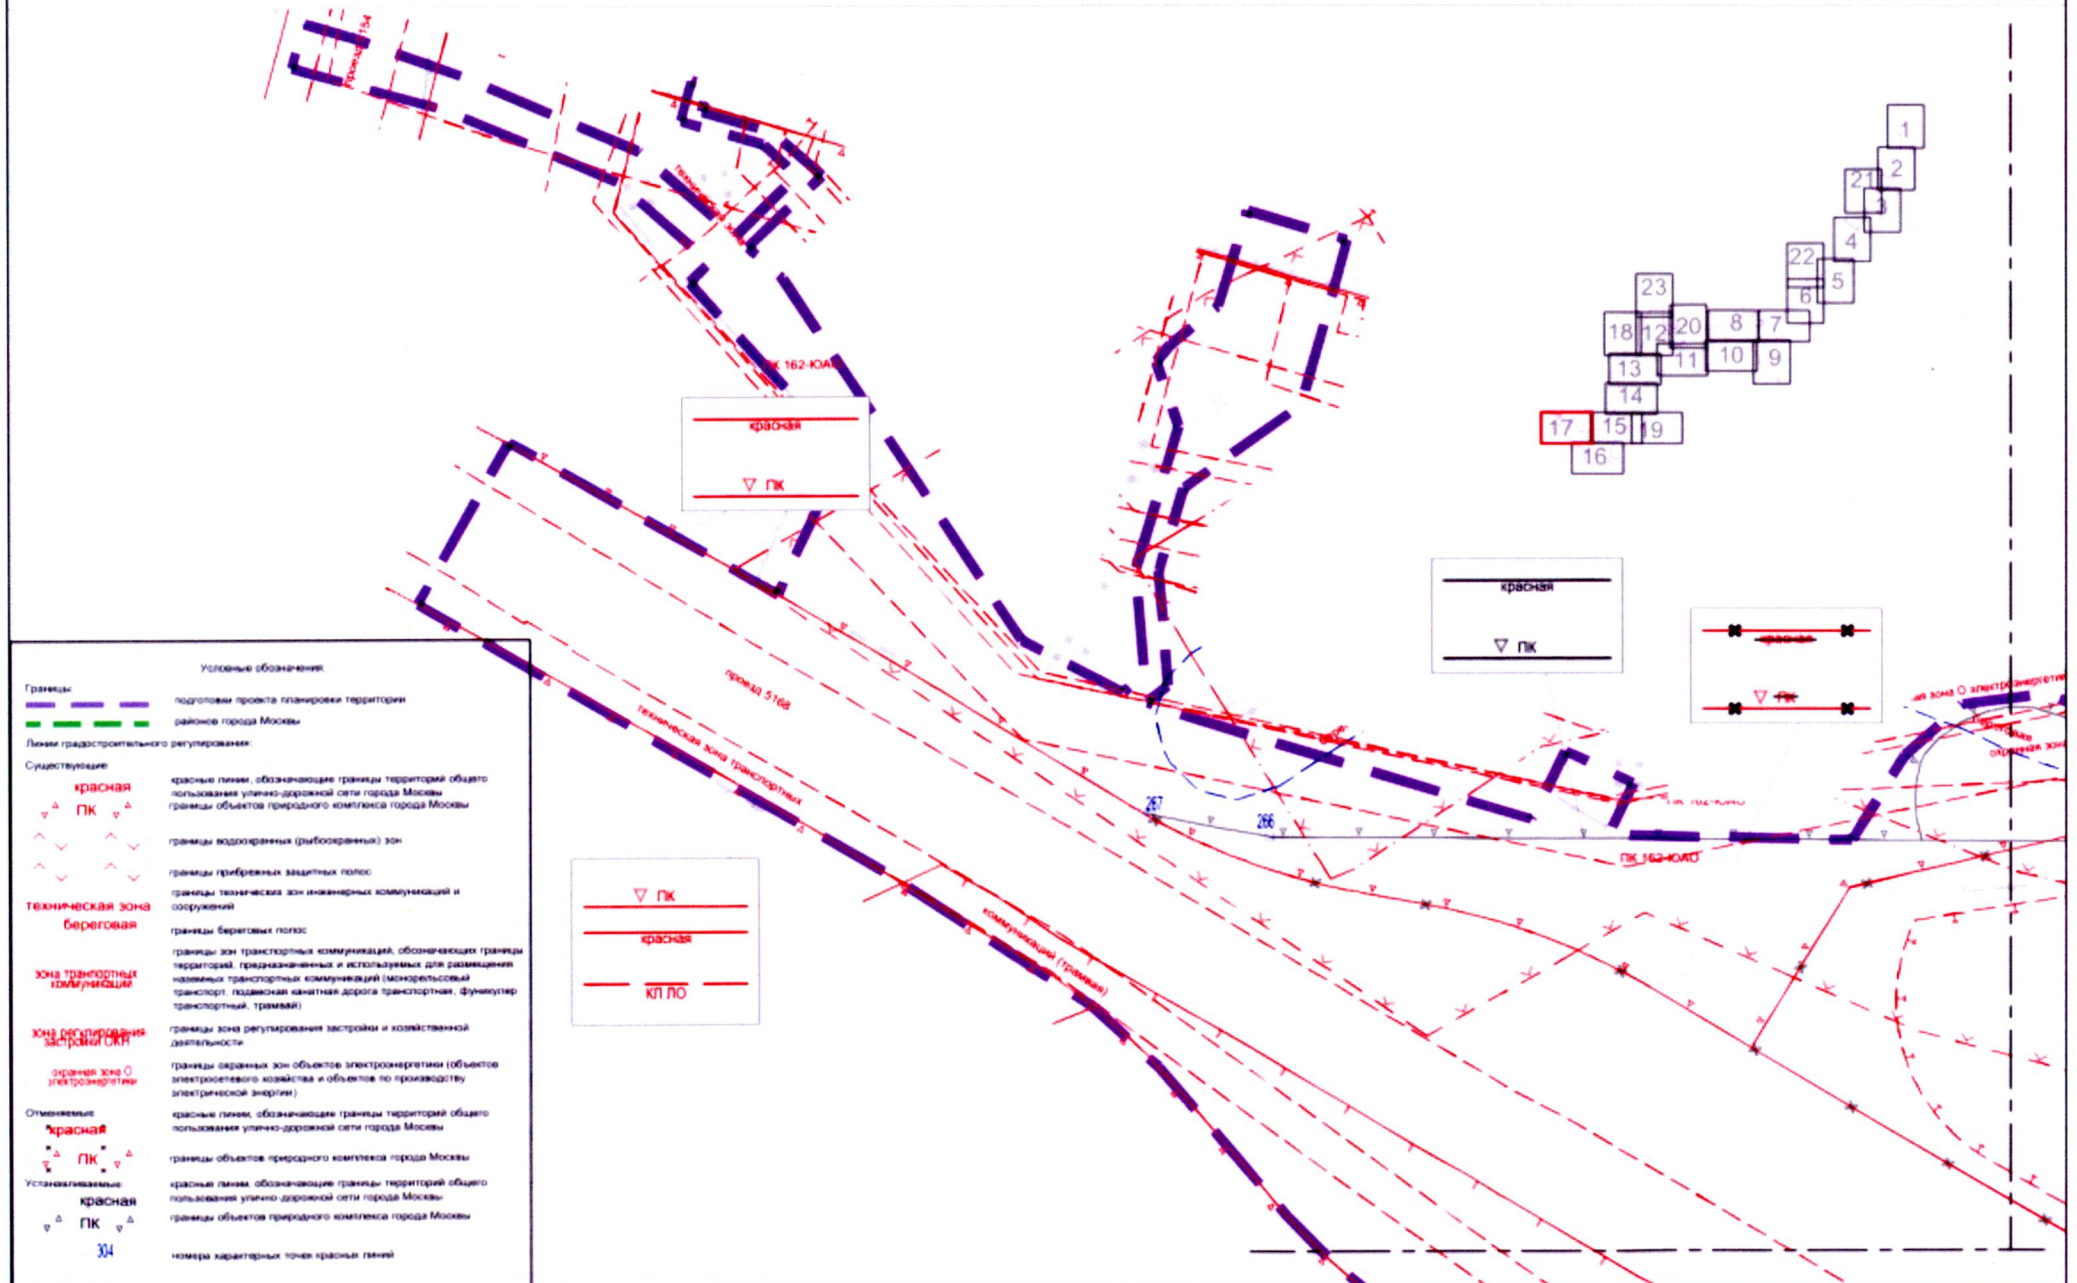 Проезд 154
техническая зона
ПК 162-ЮАО
красная
▽ ПК
1
2
21
3
4
22
5
6
23
18
12
20
8
7
13
11
10
9
14
17
15
19
16
красная
▽ ПК
красная
▽ ПК
ая зона О электроэнергетик
береговая
охранная зона
проезд 5168
техническая зона транспортных
коммуникаций (трамвая)
267
266
ПК 162-ЮАО
ПК 162-ЮАО
▽ ПК
красная
КЛ ЛО
Условные обозначения
Границы:
подготовки проекта планировки территории
районов города Москвы
Линии градостроительного регулирования:
Существующие
красная
красные линии, обозначающие границы территорий общего
пользования улично-дорожной сети города Москвы
ПК
границы объектов природного комплекса города Москвы
границы водоохранных (рыбоохранных) зон
границы прибрежных защитных полос
техническая зона
границы технических зон инженерных коммуникаций и
сооружений
береговая
границы береговых полос
зона транспортных
коммуникаций
границы зон транспортных коммуникаций, обозначающих границы
территорий, предназначенных и используемых для размещения
наземных транспортных коммуникаций (монорельсовый
транспорт, подвесная канатная дорога транспортная, фуникулер
транспортный, трамвай)
зона регулирования
застройки ОКН
границы зона регулирования застройки и хозяйственной
деятельности
охранная зона О
электроэнергетики
границы охранных зон объектов электроэнергетики (объектов
электросетевого хозяйства и объектов по производству
электрической энергии)
Отменяемые
красная
красные линии, обозначающие границы территорий общего
пользования улично-дорожной сети города Москвы
ПК
границы объектов природного комплекса города Москвы
Устанавливаемые:
красная
красные линии, обозначающие границы территорий общего
пользования улично-дорожной сети города Москвы
ПК
границы объектов природного комплекса города Москвы
304
номера характерных точек красных линий